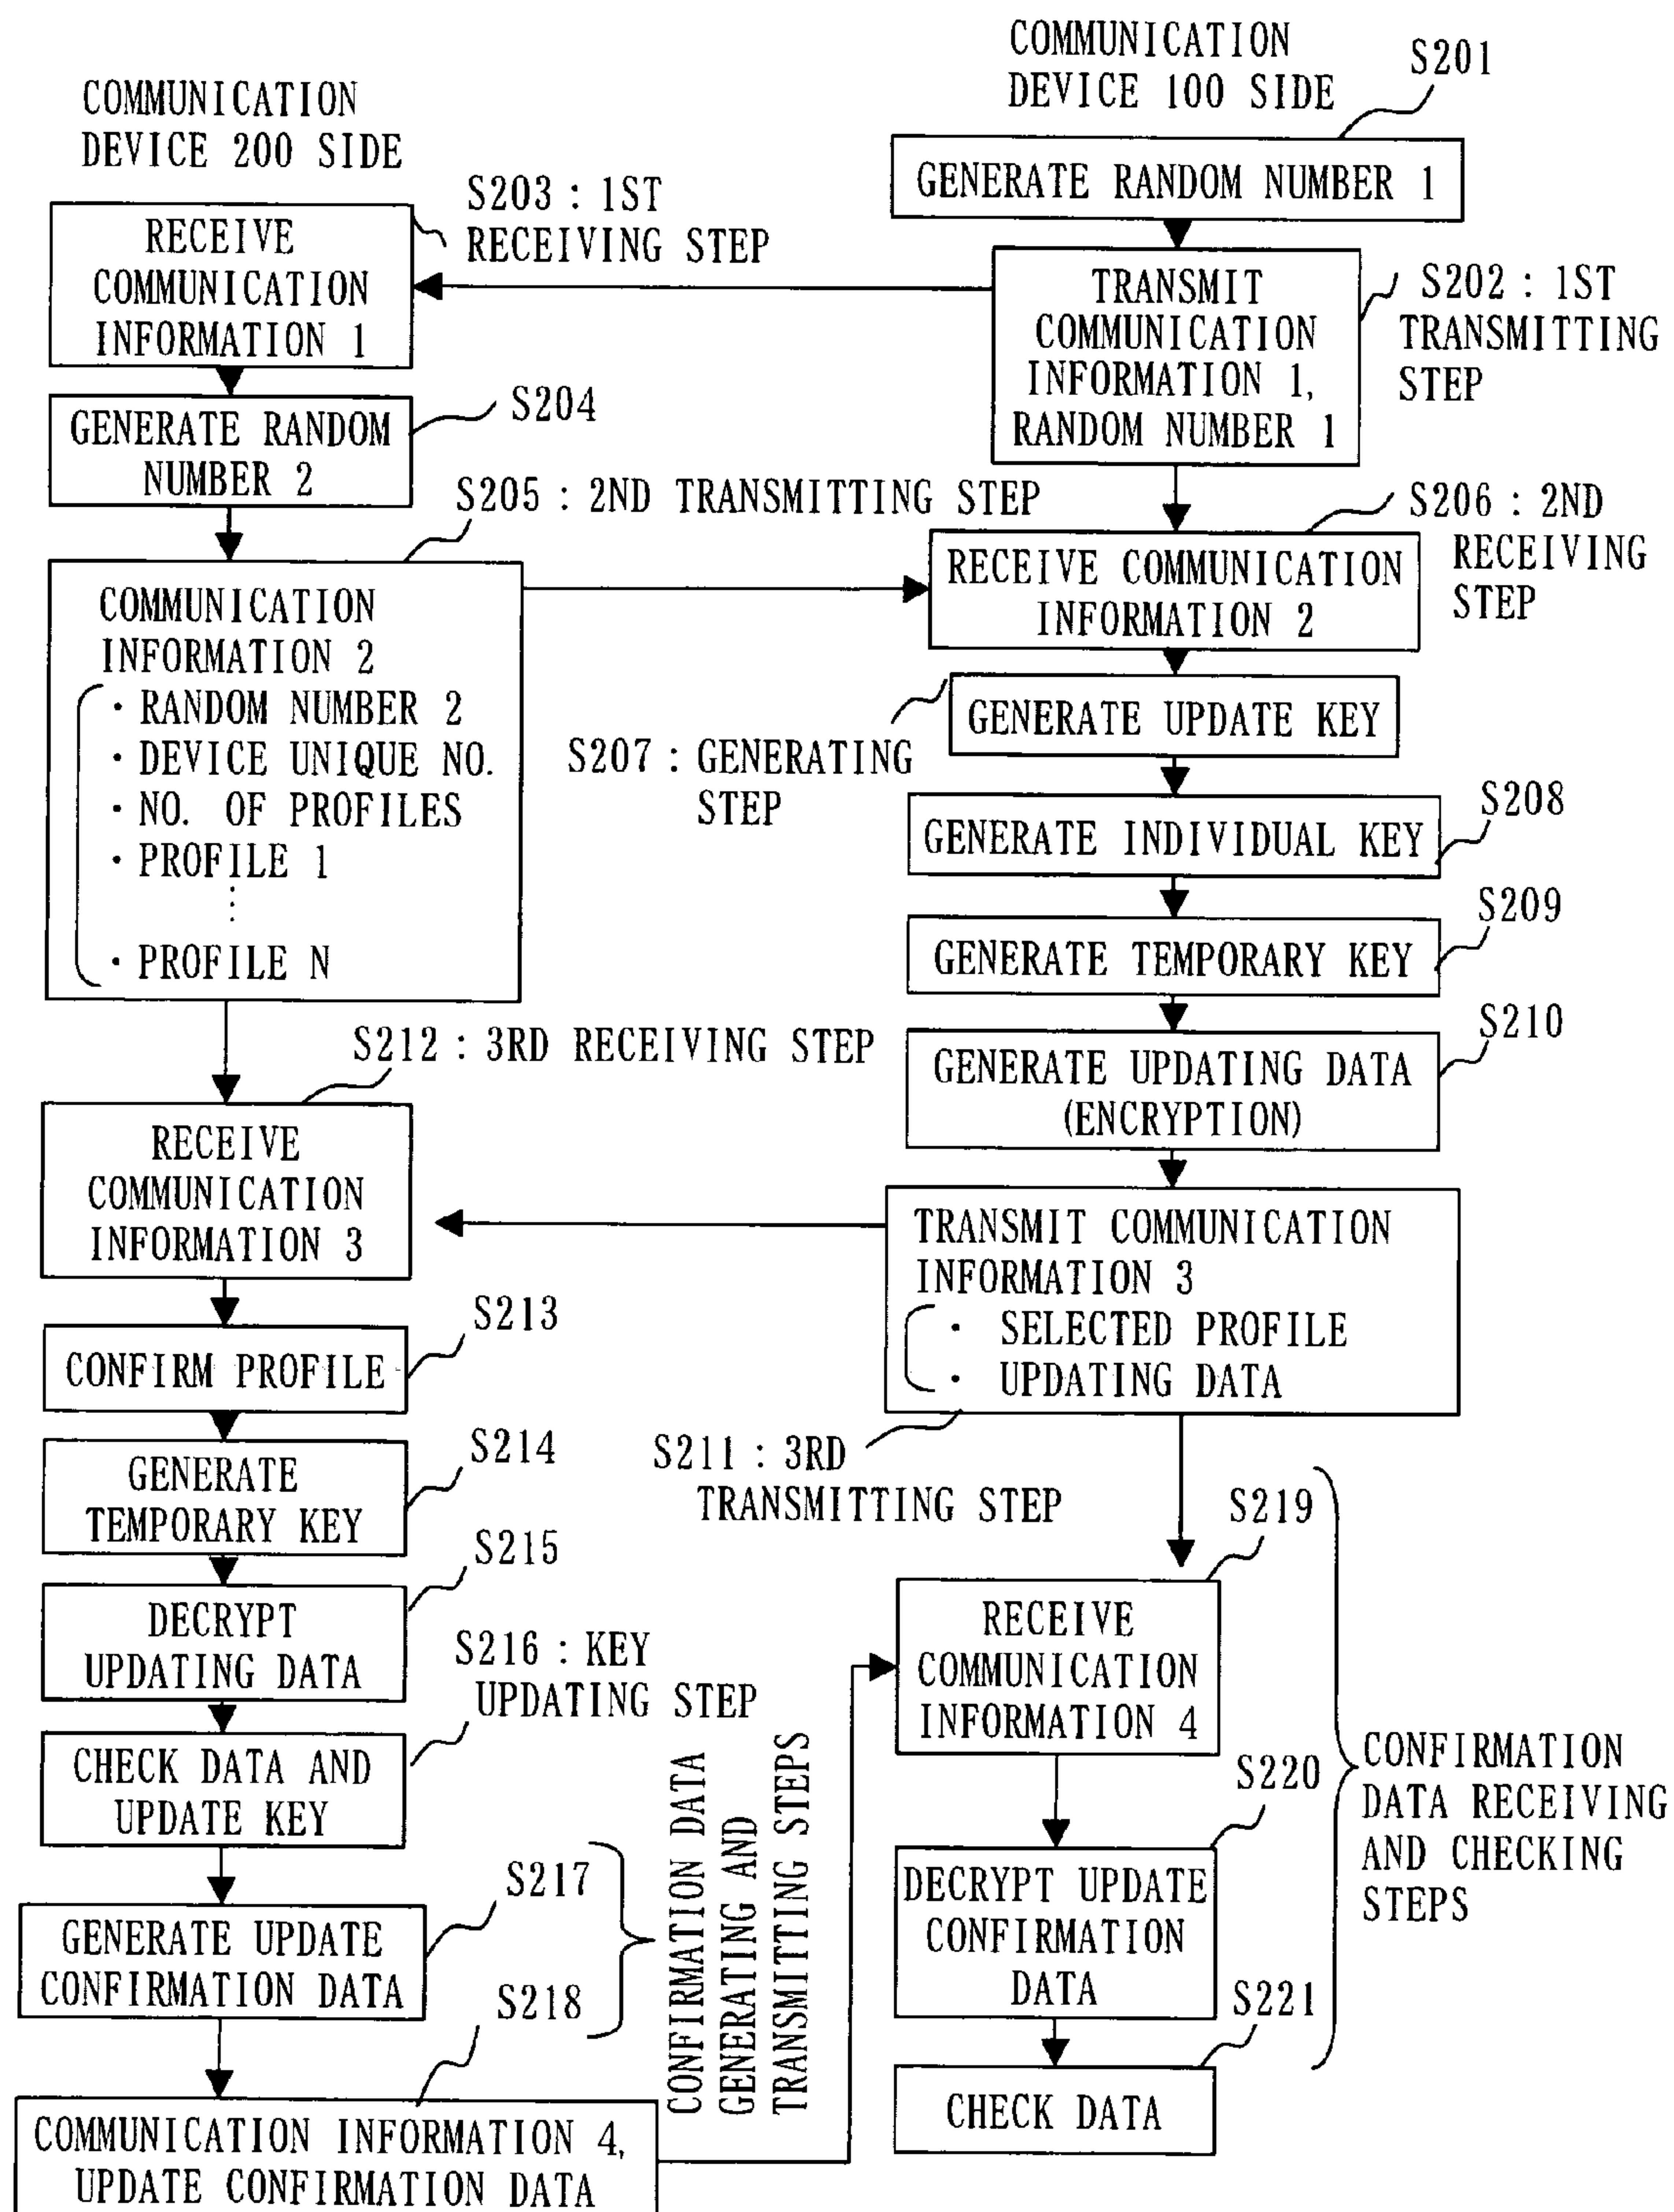 COMMUNICATION
DEVICE 100 SIDE
S201
COMMUNICATION
DEVICE 200 SIDE
GENERATE RANDOM NUMBER 1
S203 : 1ST
RECEIVING STEP
RECEIVE
COMMUNICATION
INFORMATION 1
TRANSMIT
COMMUNICATION
INFORMATION 1,
RANDOM NUMBER 1
S202 : 1ST
TRANSMITTING
STEP
S204
GENERATE RANDOM
NUMBER 2
S205 : 2ND TRANSMITTING STEP
S206 : 2ND
RECEIVING
STEP
COMMUNICATION
INFORMATION 2
· RANDOM NUMBER 2
· DEVICE UNIQUE NO.
· NO. OF PROFILES
· PROFILE 1
⋮
· PROFILE N
RECEIVE COMMUNICATION
INFORMATION 2
GENERATE UPDATE KEY
S207 : GENERATING
STEP
S208
GENERATE INDIVIDUAL KEY
S209
GENERATE TEMPORARY KEY
S210
GENERATE UPDATING DATA
(ENCRYPTION)
S212 : 3RD RECEIVING STEP
RECEIVE
COMMUNICATION
INFORMATION 3
TRANSMIT COMMUNICATION
INFORMATION 3
· SELECTED PROFILE
· UPDATING DATA
S211 : 3RD
TRANSMITTING STEP
S213
CONFIRM PROFILE
S214
GENERATE
TEMPORARY KEY
S215
DECRYPT
UPDATING DATA
S216 : KEY
UPDATING STEP
CHECK DATA AND
UPDATE KEY
S217
GENERATE UPDATE
CONFIRMATION DATA
S218
CONFIRMATION DATA
GENERATING AND
TRANSMITTING STEPS
COMMUNICATION INFORMATION 4,
UPDATE CONFIRMATION DATA
S219
RECEIVE
COMMUNICATION
INFORMATION 4
S220
DECRYPT UPDATE
CONFIRMATION
DATA
S221
CHECK DATA
CONFIRMATION
DATA RECEIVING
AND CHECKING
STEPS